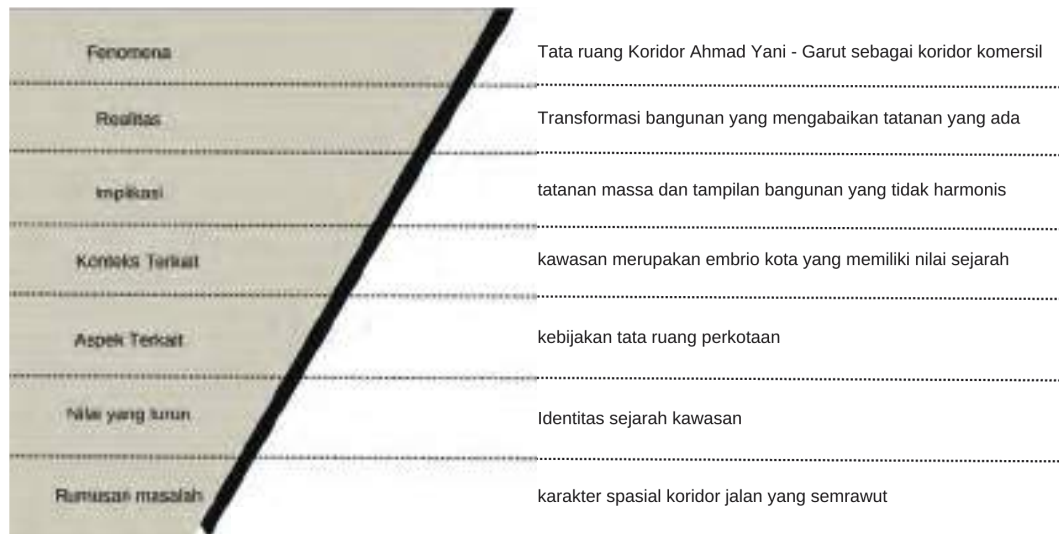 Fenomena
Tata ruang Koridor Ahmad Yani - Garut sebagai koridor komersil
Realitas
Transformasi bangunan yang mengabaikan tatanan yang ada
Implikasi
tatanan massa dan tampilan bangunan yang tidak harmonis
Konteks Terkait
kawasan merupakan embrio kota yang memiliki nilai sejarah
Aspek Terkait
kebijakan tata ruang perkotaan
Nilai yang turun
Identitas sejarah kawasan
Rumusan masalah
karakter spasial koridor jalan yang semrawut